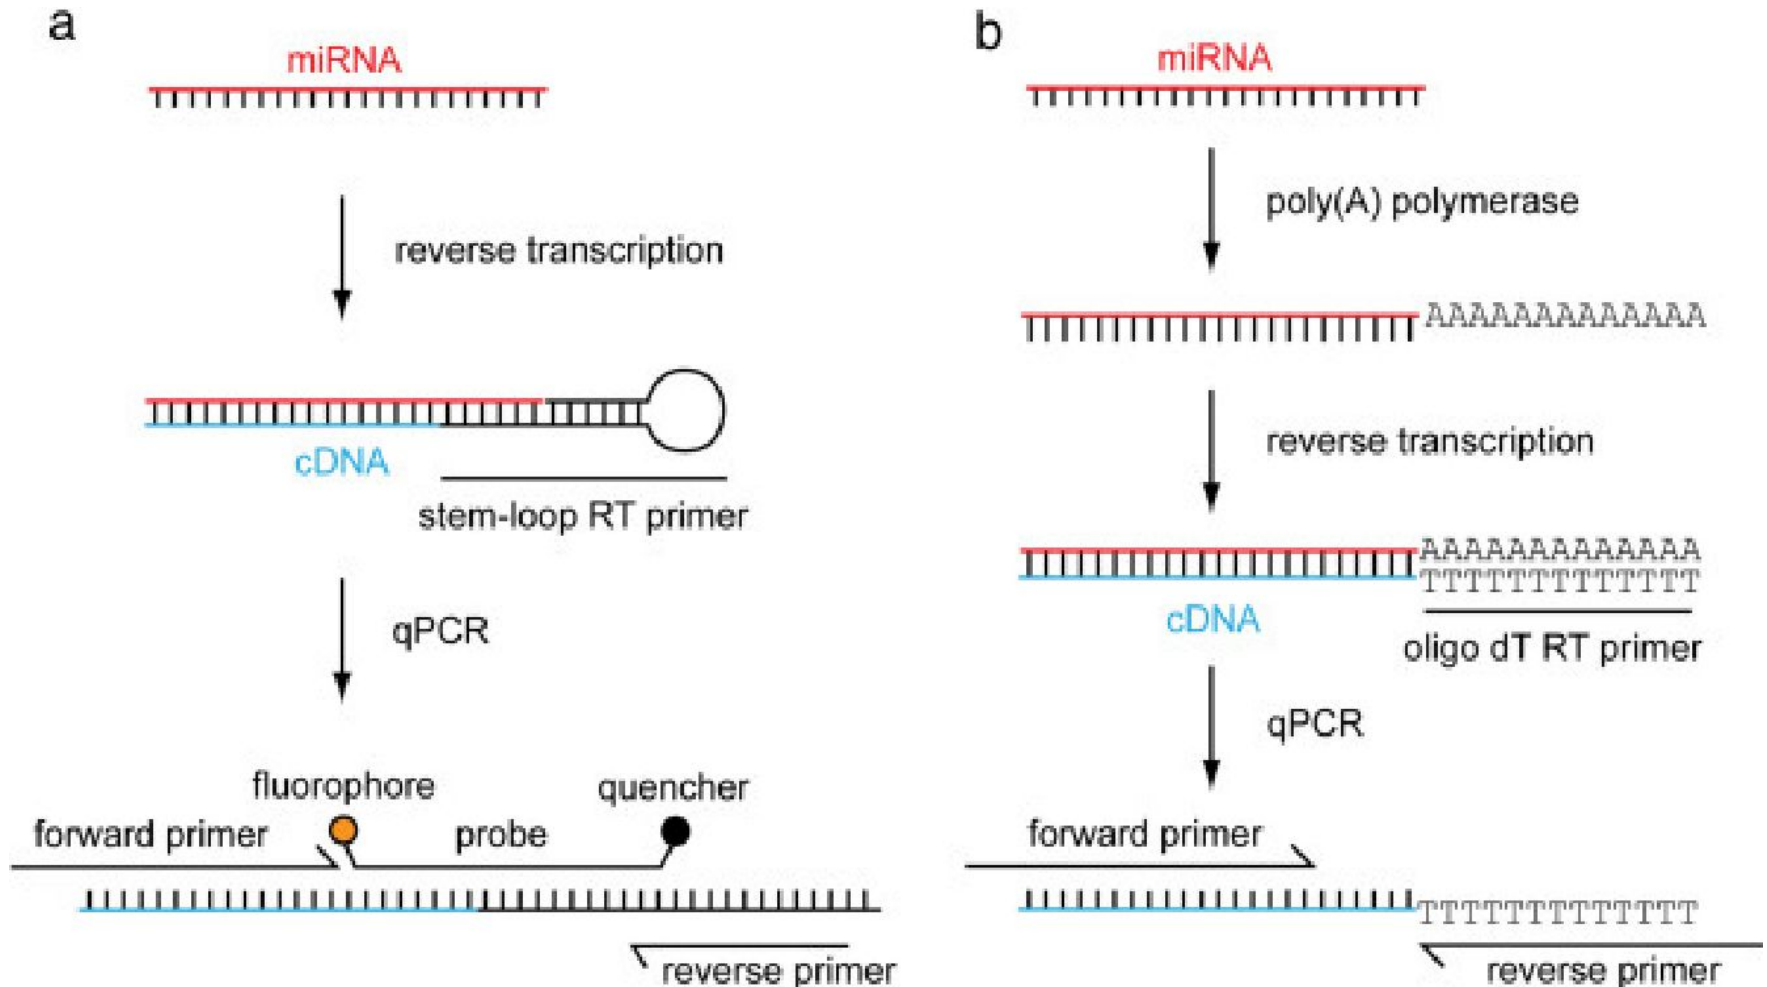 a
miRNA
reverse transcription
cDNA
stem-loop RT primer
qPCR
fluorophore
quencher
forward primer
probe
reverse primer
b
miRNA
poly(A) polymerase
AAAAAAAAAAAAA
reverse transcription
AAAAAAAAAAAAA
TTTTTTTTTTTTT
cDNA
oligo dT RT primer
qPCR
forward primer
TTTTTTTTTTTTT
reverse primer